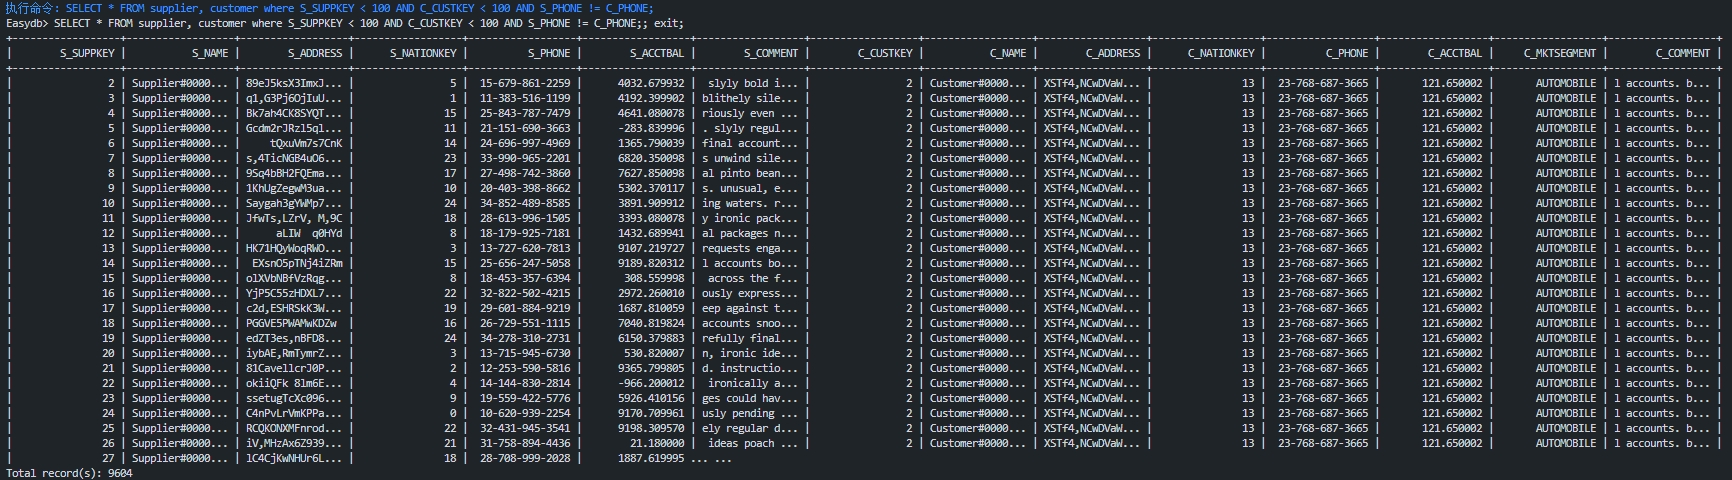 执行命令: SELECT * FROM supplier, customer where S_SUPPKEY < 100 AND C_CUSTKEY < 100 AND S_PHONE != C_PHONE;
Easydb> SELECT * FROM supplier, customer where S_SUPPKEY < 100 AND C_CUSTKEY < 100 AND S_PHONE != C_PHONE;; exit;
| S_SUPPKEY | S_NAME | S_ADDRESS | S_NATIONKEY | S_PHONE | S_ACCTBAL | S_COMMENT | C_CUSTKEY | C_NAME | C_ADDRESS | C_NATIONKEY | C_PHONE | C_ACCTBAL | C_MKTSEGMENT | C_COMMENT |
| 2 | Supplier#0000... | 89eJ5ksX3ImxJ... | 5 | 15-679-861-2259 | 4032.679932 | slyly bold i... | 2 | Customer#0000... | XSTf4,NCwDVaW... | 13 | 23-768-687-3665 | 121.650002 | AUTOMOBILE | l accounts. b... |
| 3 | Supplier#0000... | q1,G3Pj6OjIuU... | 1 | 11-383-516-1199 | 4192.399902 | blithely sile... | 2 | Customer#0000... | XSTf4,NCwDVaW... | 13 | 23-768-687-3665 | 121.650002 | AUTOMOBILE | l accounts. b... |
| 4 | Supplier#0000... | Bk7ah4CK8SYQT... | 15 | 25-843-787-7479 | 4641.080078 | riously even ... | 2 | Customer#0000... | XSTf4,NCwDVaW... | 13 | 23-768-687-3665 | 121.650002 | AUTOMOBILE | l accounts. b... |
| 5 | Supplier#0000... | Gcdm2rJRzl5ql... | 11 | 21-151-690-3663 | -283.839996 | . slyly regul... | 2 | Customer#0000... | XSTf4,NCwDVaW... | 13 | 23-768-687-3665 | 121.650002 | AUTOMOBILE | l accounts. b... |
| 6 | Supplier#0000... | tQxuVm7s7CnK | 14 | 24-696-997-4969 | 1365.790039 | final account... | 2 | Customer#0000... | XSTf4,NCwDVaW... | 13 | 23-768-687-3665 | 121.650002 | AUTOMOBILE | l accounts. b... |
| 7 | Supplier#0000... | s,4TicNGB4uO6... | 23 | 33-990-965-2201 | 6820.350098 | s unwind sile... | 2 | Customer#0000... | XSTf4,NCwDVaW... | 13 | 23-768-687-3665 | 121.650002 | AUTOMOBILE | l accounts. b... |
| 8 | Supplier#0000... | 9Sq4bBH2FQEma... | 17 | 27-498-742-3860 | 7627.850098 | al pinto bean... | 2 | Customer#0000... | XSTf4,NCwDVaW... | 13 | 23-768-687-3665 | 121.650002 | AUTOMOBILE | l accounts. b... |
| 9 | Supplier#0000... | 1KhUgZegwM3ua... | 10 | 20-403-398-8662 | 5302.370117 | s. unusual, e... | 2 | Customer#0000... | XSTf4,NCwDVaW... | 13 | 23-768-687-3665 | 121.650002 | AUTOMOBILE | l accounts. b... |
| 10 | Supplier#0000... | Saygah3gYWMp7... | 24 | 34-852-489-8585 | 3891.909912 | ing waters. r... | 2 | Customer#0000... | XSTf4,NCwDVaW... | 13 | 23-768-687-3665 | 121.650002 | AUTOMOBILE | l accounts. b... |
| 11 | Supplier#0000... | JfwTs,LZrV, M,9C | 18 | 28-613-996-1505 | 3393.080078 | y ironic pack... | 2 | Customer#0000... | XSTf4,NCwDVaW... | 13 | 23-768-687-3665 | 121.650002 | AUTOMOBILE | l accounts. b... |
| 12 | Supplier#0000... | aLIW  q0HYd | 8 | 18-179-925-7181 | 1432.689941 | al packages n... | 2 | Customer#0000... | XSTf4,NCwDVaW... | 13 | 23-768-687-3665 | 121.650002 | AUTOMOBILE | l accounts. b... |
| 13 | Supplier#0000... | HK71HQyWoqRWO... | 3 | 13-727-620-7813 | 9107.219727 | requests enga... | 2 | Customer#0000... | XSTf4,NCwDVaW... | 13 | 23-768-687-3665 | 121.650002 | AUTOMOBILE | l accounts. b... |
| 14 | Supplier#0000... | EXsnO5pTNj4iZRm | 15 | 25-656-247-5058 | 9189.820312 | l accounts bo... | 2 | Customer#0000... | XSTf4,NCwDVaW... | 13 | 23-768-687-3665 | 121.650002 | AUTOMOBILE | l accounts. b... |
| 15 | Supplier#0000... | olXVbNBfVzRqg... | 8 | 18-453-357-6394 | 308.559998 | across the f... | 2 | Customer#0000... | XSTf4,NCwDVaW... | 13 | 23-768-687-3665 | 121.650002 | AUTOMOBILE | l accounts. b... |
| 16 | Supplier#0000... | YjP5C55zHDXL7... | 22 | 32-822-502-4215 | 2972.260010 | ously express... | 2 | Customer#0000... | XSTf4,NCwDVaW... | 13 | 23-768-687-3665 | 121.650002 | AUTOMOBILE | l accounts. b... |
| 17 | Supplier#0000... | c2d,ESHRSkK3W... | 19 | 29-601-884-9219 | 1687.810059 | eep against t... | 2 | Customer#0000... | XSTf4,NCwDVaW... | 13 | 23-768-687-3665 | 121.650002 | AUTOMOBILE | l accounts. b... |
| 18 | Supplier#0000... | PGGVE5PWAMwKDZw | 16 | 26-729-551-1115 | 7040.819824 | accounts snoo... | 2 | Customer#0000... | XSTf4,NCwDVaW... | 13 | 23-768-687-3665 | 121.650002 | AUTOMOBILE | l accounts. b... |
| 19 | Supplier#0000... | edZT3es,nBFD8... | 24 | 34-278-310-2731 | 6150.379883 | refully final... | 2 | Customer#0000... | XSTf4,NCwDVaW... | 13 | 23-768-687-3665 | 121.650002 | AUTOMOBILE | l accounts. b... |
| 20 | Supplier#0000... | iybAE,RmTymrZ... | 3 | 13-715-945-6730 | 530.820007 | n, ironic ide... | 2 | Customer#0000... | XSTf4,NCwDVaW... | 13 | 23-768-687-3665 | 121.650002 | AUTOMOBILE | l accounts. b... |
| 21 | Supplier#0000... | 81CavellcrJ0P... | 2 | 12-253-590-5816 | 9365.799805 | d. instructio... | 2 | Customer#0000... | XSTf4,NCwDVaW... | 13 | 23-768-687-3665 | 121.650002 | AUTOMOBILE | l accounts. b... |
| 22 | Supplier#0000... | okiiQFk 8lm6E... | 4 | 14-144-830-2814 | -966.200012 | ironically a... | 2 | Customer#0000... | XSTf4,NCwDVaW... | 13 | 23-768-687-3665 | 121.650002 | AUTOMOBILE | l accounts. b... |
| 23 | Supplier#0000... | ssetugTcXc096... | 9 | 19-559-422-5776 | 5926.410156 | ges could hav... | 2 | Customer#0000... | XSTf4,NCwDVaW... | 13 | 23-768-687-3665 | 121.650002 | AUTOMOBILE | l accounts. b... |
| 24 | Supplier#0000... | C4nPvLrVmKPPa... | 0 | 10-620-939-2254 | 9170.709961 | usly pending ... | 2 | Customer#0000... | XSTf4,NCwDVaW... | 13 | 23-768-687-3665 | 121.650002 | AUTOMOBILE | l accounts. b... |
| 25 | Supplier#0000... | RCQKONXMFnrod... | 22 | 32-431-945-3541 | 9198.309570 | ely regular d... | 2 | Customer#0000... | XSTf4,NCwDVaW... | 13 | 23-768-687-3665 | 121.650002 | AUTOMOBILE | l accounts. b... |
| 26 | Supplier#0000... | iV,MHzAx6Z939... | 21 | 31-758-894-4436 | 21.180000 | ideas poach ... | 2 | Customer#0000... | XSTf4,NCwDVaW... | 13 | 23-768-687-3665 | 121.650002 | AUTOMOBILE | l accounts. b... |
| 27 | Supplier#0000... | lC4CjKwNHUr6L... | 18 | 28-708-999-2028 | 1887.619995 ... ...
Total record(s): 9604